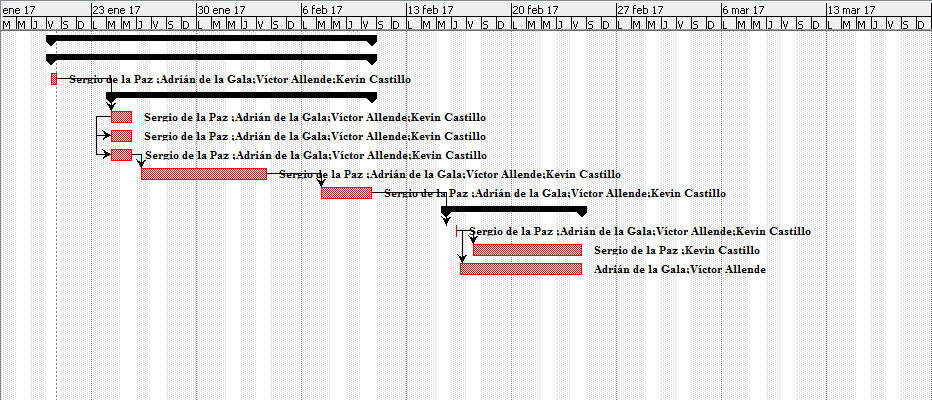 ene 17 23 ene 17 30 ene 17 6 feb 17 13 feb 17 20 feb 17 27 feb 17 6 mar 17 13 mar 17
L M M J V S D L M M J V S D L M M J V S D L M M J V S D L M M J V S D L M M J V S D L M M J V S D L M M J V S D L M M J V S D
Sergio de la Paz ;Adrián de la Gala;Víctor Allende;Kevin Castillo
Sergio de la Paz ;Adrián de la Gala;Víctor Allende;Kevin Castillo
Sergio de la Paz ;Adrián de la Gala;Víctor Allende;Kevin Castillo
Sergio de la Paz ;Adrián de la Gala;Víctor Allende;Kevin Castillo
Sergio de la Paz ;Adrián de la Gala;Víctor Allende;Kevin Castillo
Sergio de la Paz ;Adrián de la Gala;Víctor Allende;Kevin Castillo
Sergio de la Paz ;Adrián de la Gala;Víctor Allende;Kevin Castillo
Sergio de la Paz ;Kevin Castillo
Adrián de la Gala;Víctor Allende